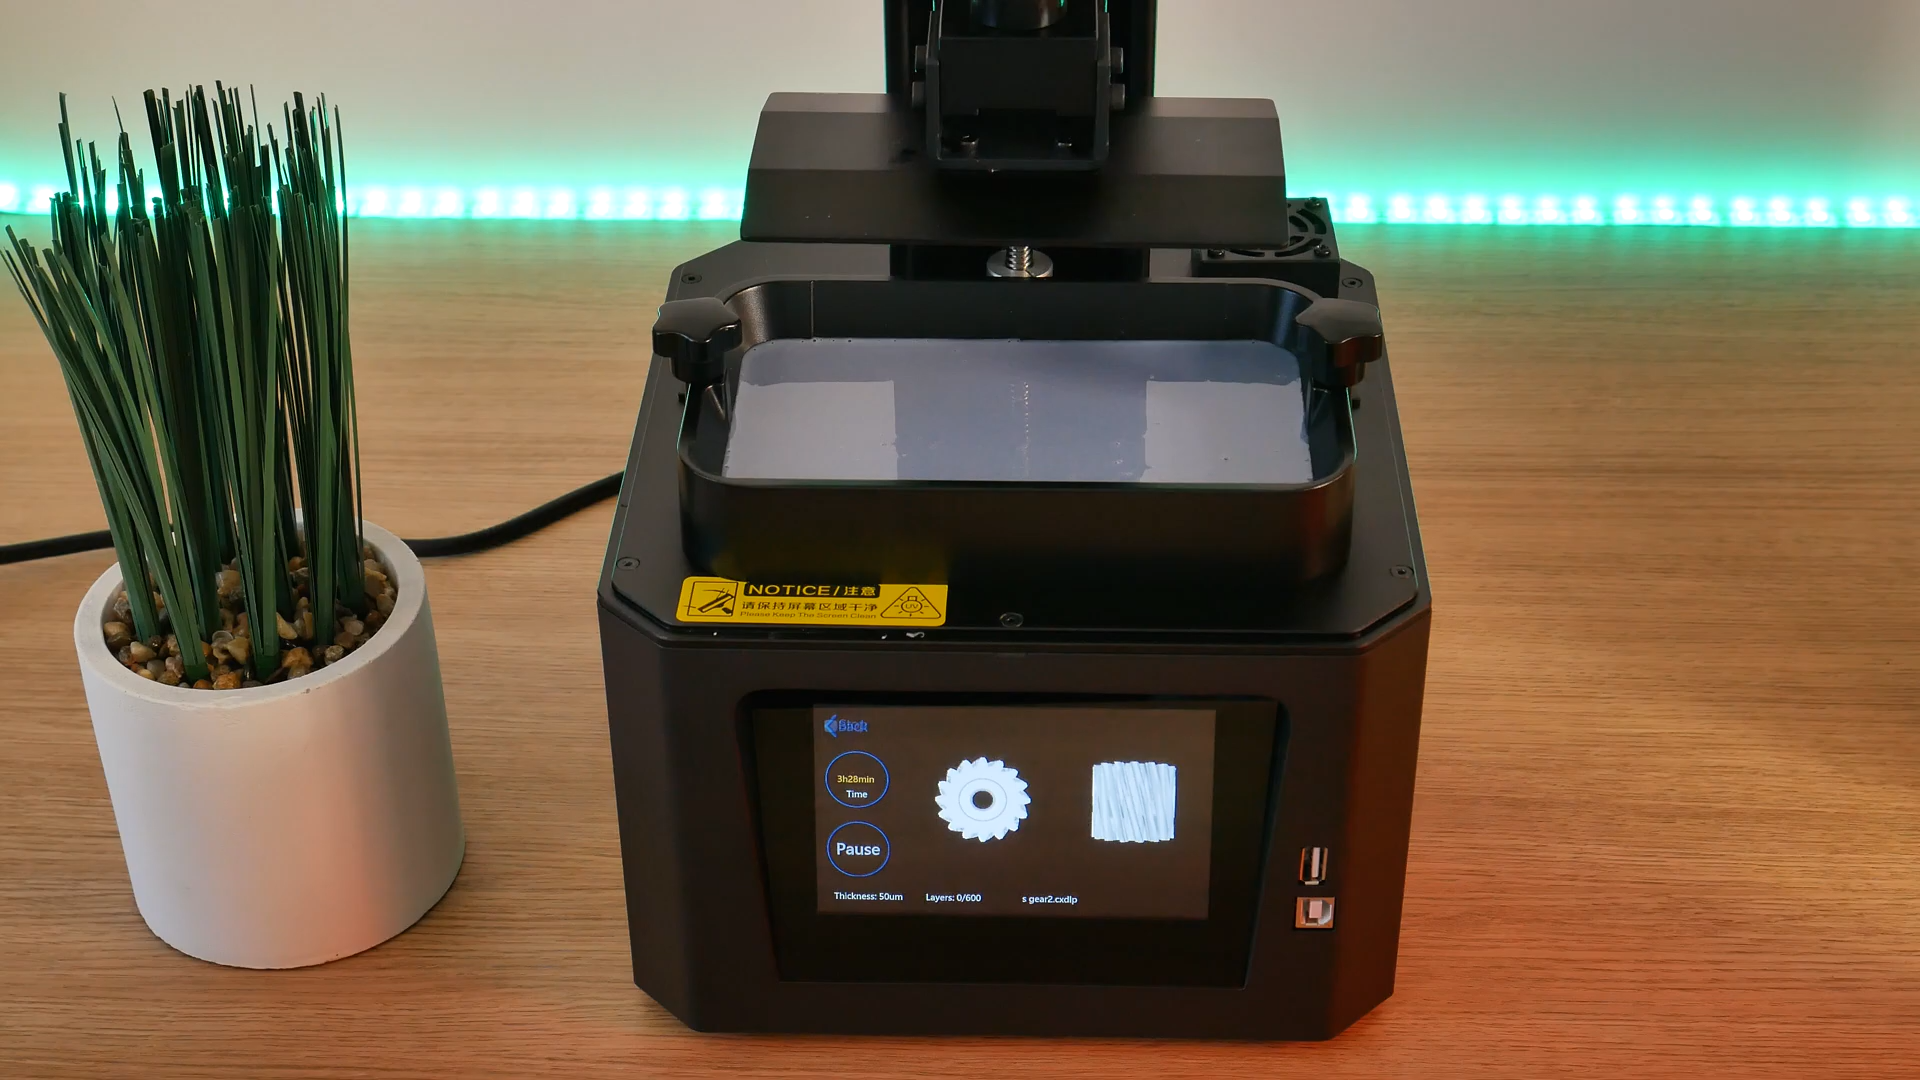 NOTICE/注意
请保持屏幕区域干净
Please Keep The Screen Clean
UV
Back
3h28min
Time
Pause
Thickness: 50um
Layers: 0/600
s gear2.cxdlp